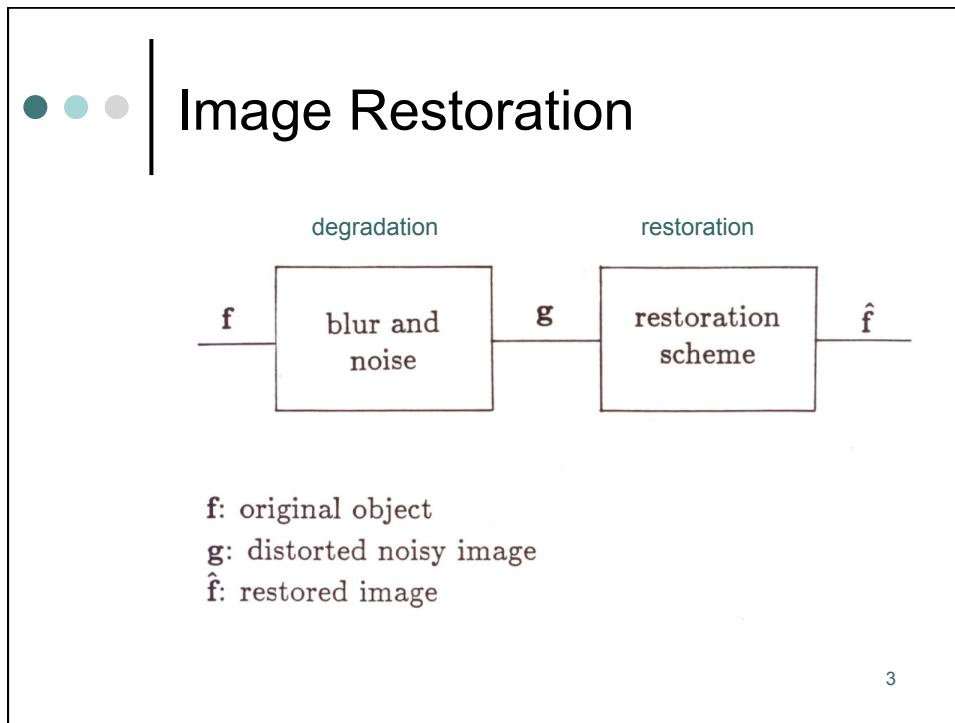 Image Restoration
degradation restoration
f blur and noise g restoration scheme f̂
f: original object
g: distorted noisy image
f̂: restored image
3